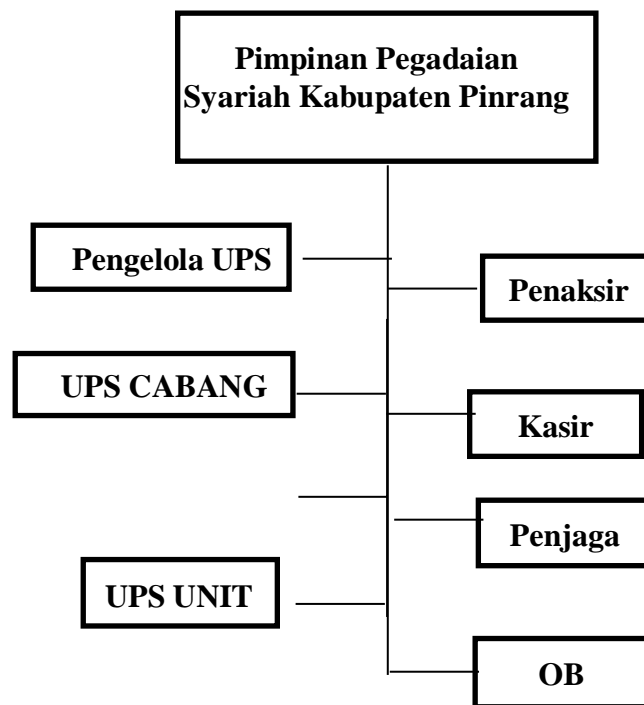 Pimpinan Pegadaian
Syariah Kabupaten Pinrang
Pengelola UPS
Penaksir
UPS CABANG
Kasir
Penjaga
UPS UNIT
OB